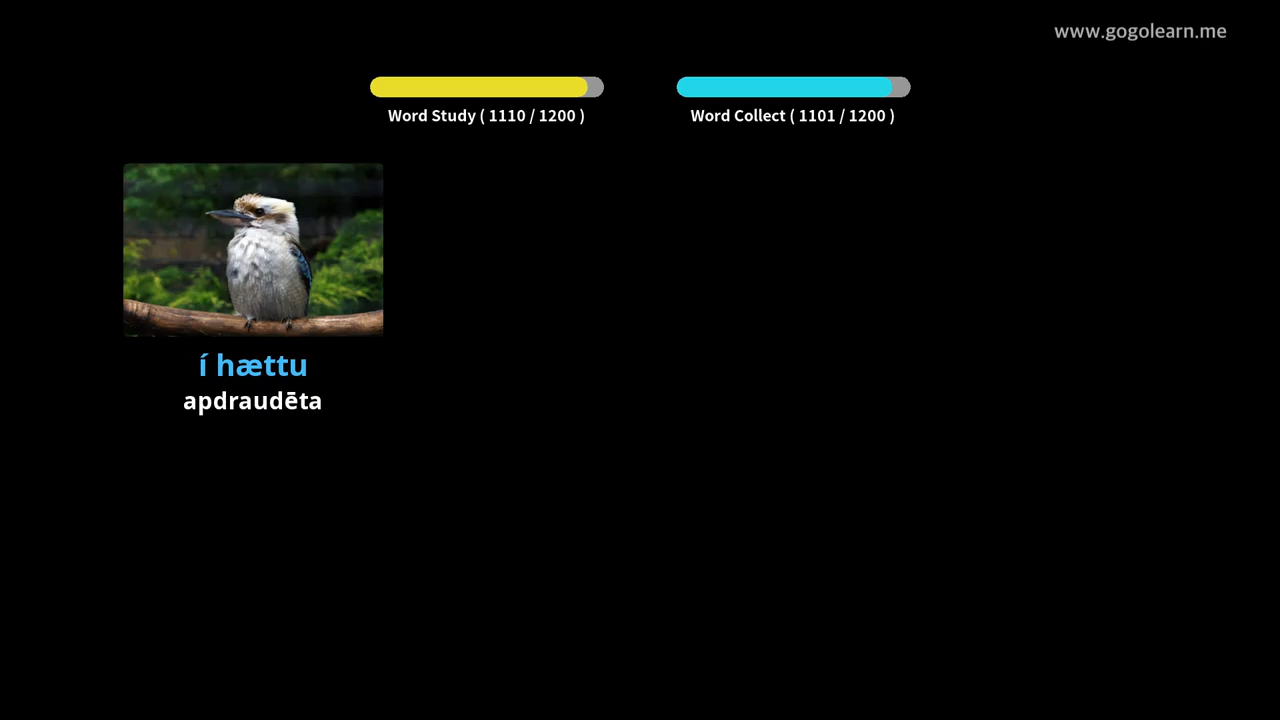 www.gogolearn.me
Word Study ( 1110 / 1200 )
Word Collect ( 1101 / 1200 )
í hættu
apdraudēta